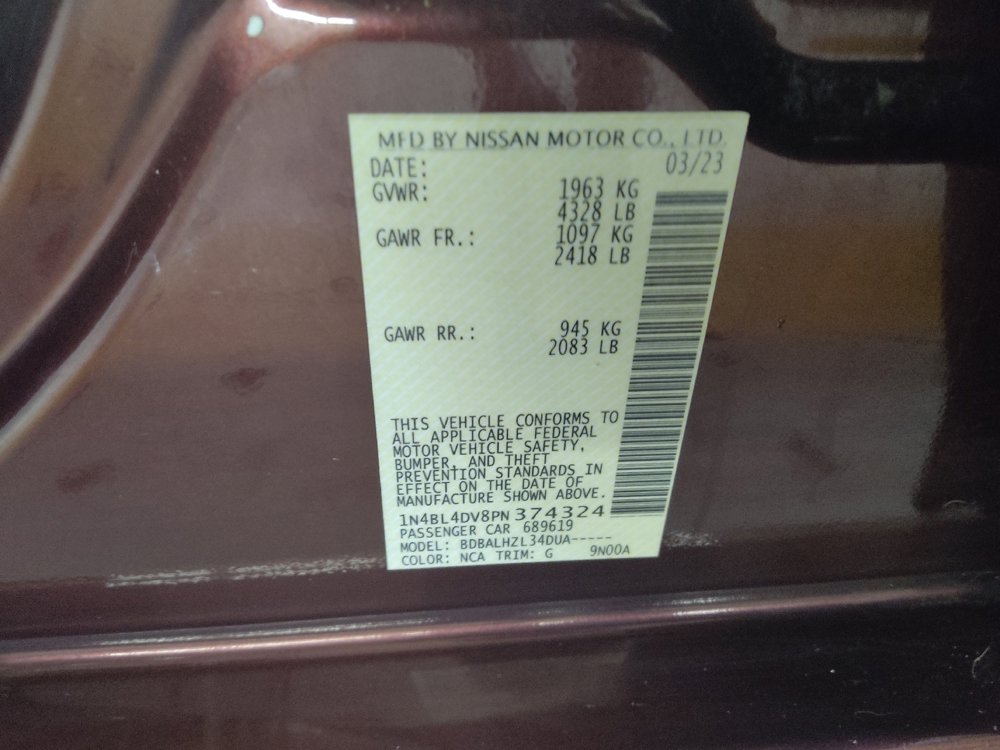 MFD BY NISSAN MOTOR CO., LTD.
DATE: 03/23
GVWR: 1963 KG
4328 LB
GAWR FR.: 1097 KG
2418 LB
GAWR RR.: 945 KG
2083 LB
THIS VEHICLE CONFORMS TO
ALL APPLICABLE FEDERAL
MOTOR VEHICLE SAFETY,
BUMPER, AND THEFT
PREVENTION STANDARDS IN
EFFECT ON THE DATE OF
MANUFACTURE SHOWN ABOVE.
1N4BL4DV8PN374324
PASSENGER CAR 689619
MODEL: BDBALHZL34DUA-----
COLOR: NCA TRIM: G 9N00A